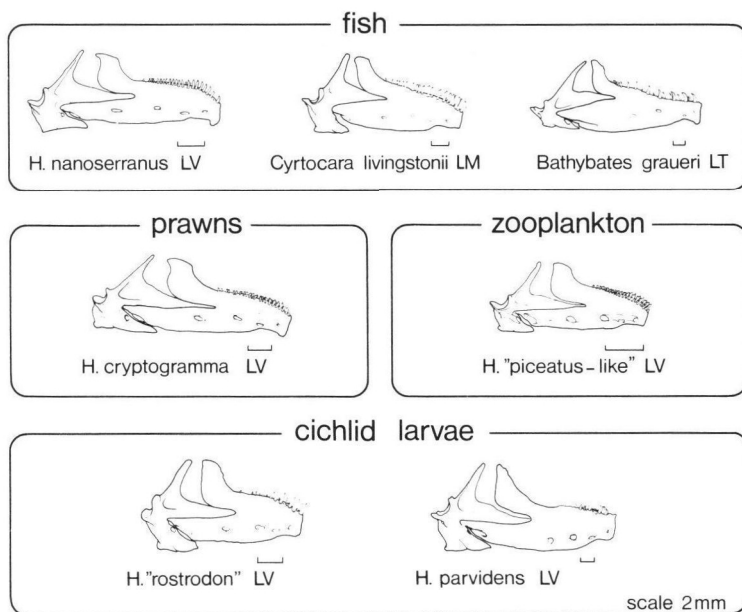 fish
H. nanoserranus LV
Cyrtocara livingstonii LM
Bathybates graueri LT
prawns
H. cryptogramma LV
zooplankton
H. "piceatus-like" LV
cichlid larvae
H. "rostrodon" LV
H. parvidens LV
scale 2mm